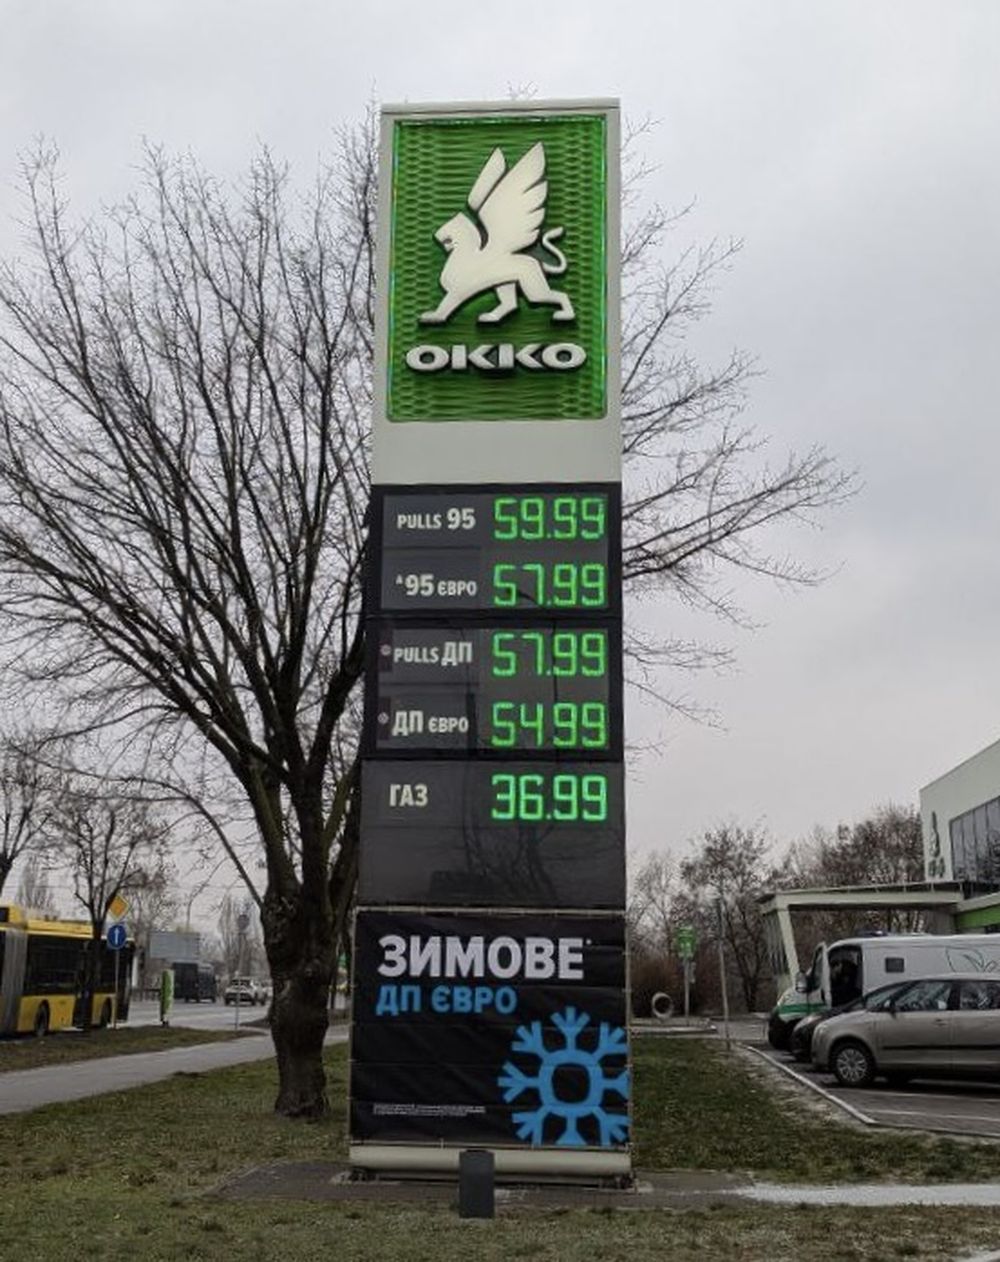 OKKO
PULLS 95 59.99
А95 ЄВРО 57.99
PULLS ДП 57.99
ДП ЄВРО 54.99
ГАЗ 36.99
ЗИМОВЕ*
ДП ЄВРО